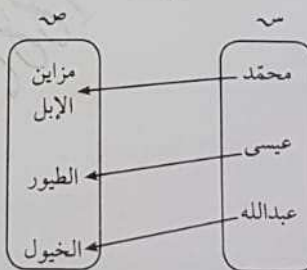 س ص
محمّد مزاين
الإبل
عيسى
الطيور
عبدالله
الخيول